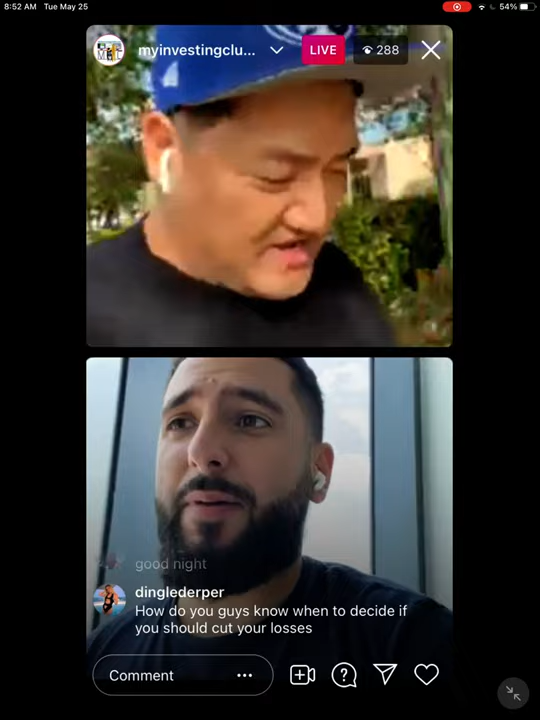 8:52 AM Tue May 25
54%
myinvestingclu...
LIVE
288
good night
dinglederper
How do you guys know when to decide if
you should cut your losses
Comment